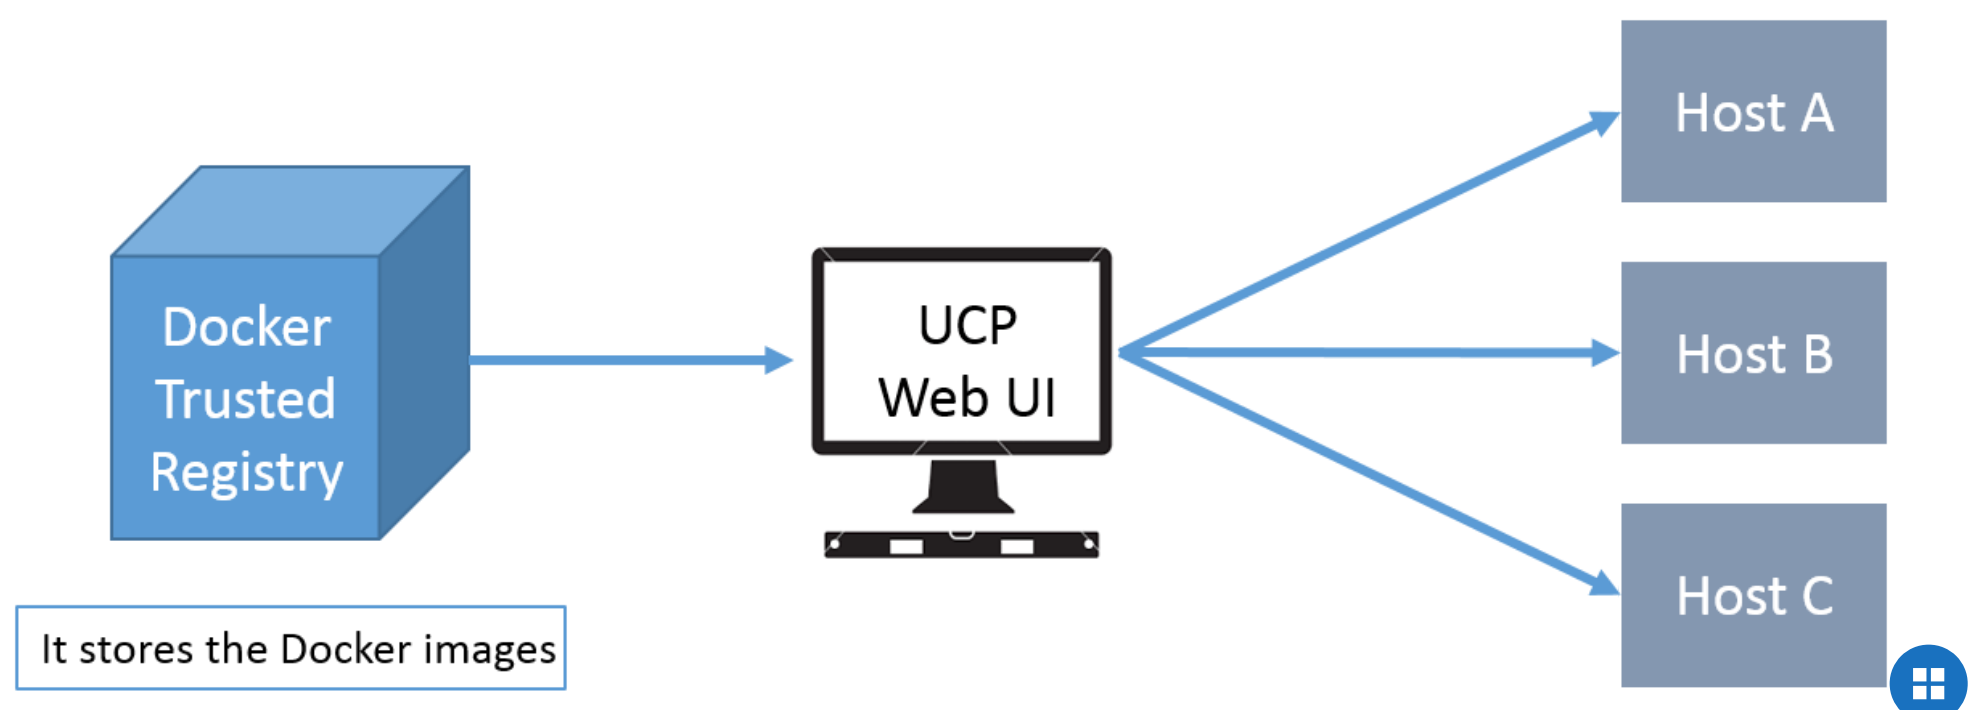 Docker
Trusted
Registry
It stores the Docker images
UCP
Web UI
Host A
Host B
Host C